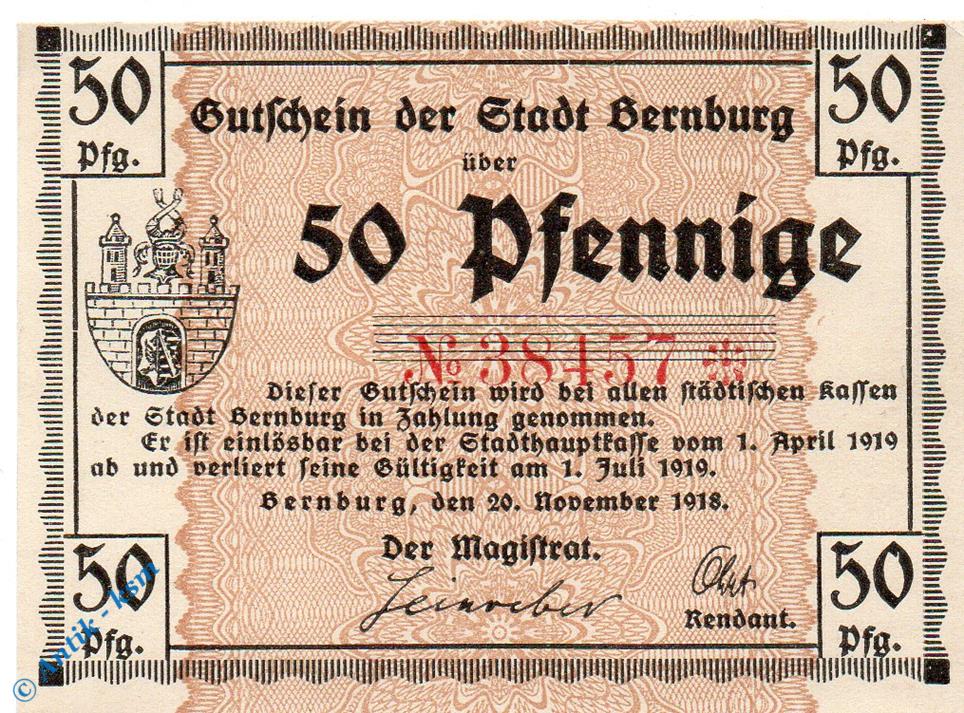 50 Pfg.
50 Pfg.
Gutschein der Stadt Bernburg
über
50 Pfennige
No 38457
Dieser Gutschein wird bei allen städtischen Kassen
der Stadt Bernburg in Zahlung genommen.
Er ist einlösbar bei der Stadthauptkasse vom 1. April 1919
ab und verliert seine Gültigkeit am 1. Juli 1919.
Bernburg, den 20. November 1918.
Der Magistrat.
Rendant.
50 Pfg.
50 Pfg.
© Antik - ksm